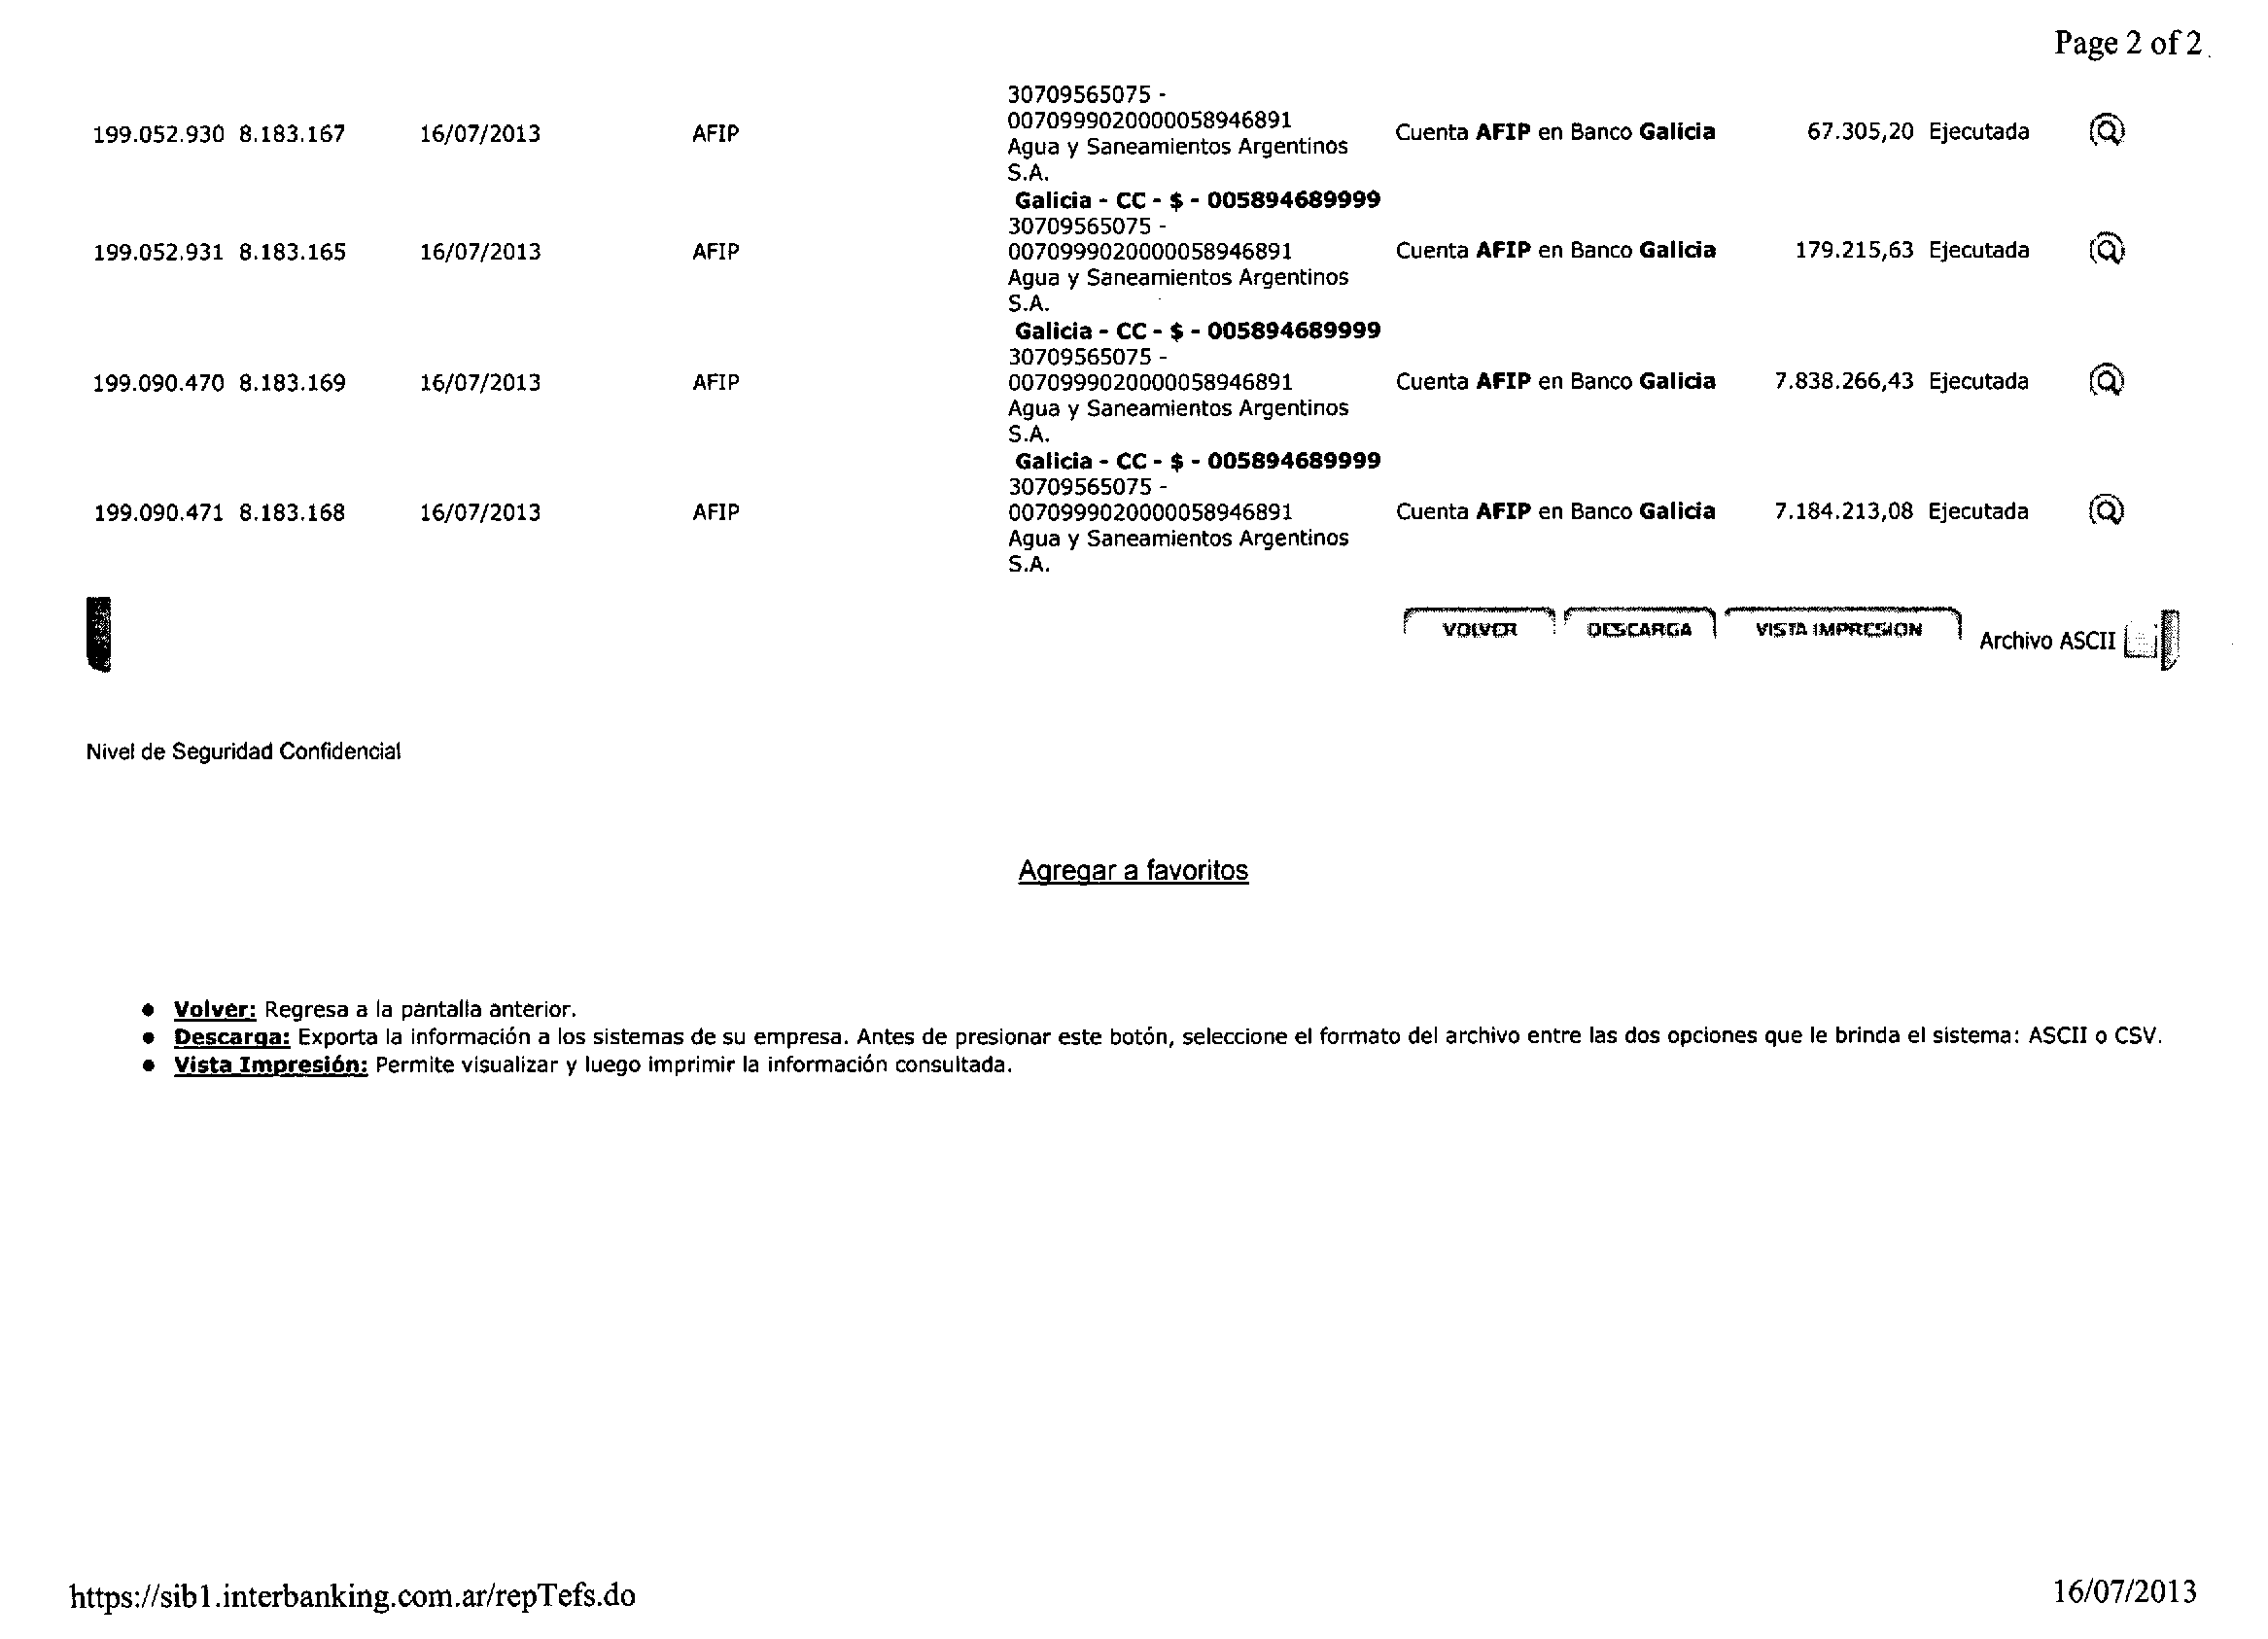 Page 2 of 2
30709565075 -
199.052.930 8.183.167 16/07/2013 AFIP 0070999020000058946891 Cuenta AFIP en Banco Galicia 67.305,20 Ejecutada
Agua y Saneamientos Argentinos
S.A.
Galicia - CC - $ - 005894689999
30709565075 -
199.052.931 8.183.165 16/07/2013 AFIP 0070999020000058946891 Cuenta AFIP en Banco Galicia 179.215,63 Ejecutada
Agua y Saneamientos Argentinos
S.A.
Galicia - CC - $ - 005894689999
30709565075 -
199.090.470 8.183.169 16/07/2013 AFIP 0070999020000058946891 Cuenta AFIP en Banco Galicia 7.838.266,43 Ejecutada
Agua y Saneamientos Argentinos
S.A.
Galicia - CC - $ - 005894689999
30709565075 -
199.090.471 8.183.168 16/07/2013 AFIP 0070999020000058946891 Cuenta AFIP en Banco Galicia 7.184.213,08 Ejecutada
Agua y Saneamientos Argentinos
S.A.
VOLVER DESCARGA VISTA IMPRESION Archivo ASCII
Nivel de Seguridad Confidencial
Agregar a favoritos
• Volver: Regresa a la pantalla anterior.
• Descarga: Exporta la información a los sistemas de su empresa. Antes de presionar este botón, seleccione el formato del archivo entre las dos opciones que le brinda el sistema: ASCII o CSV.
• Vista Impresión: Permite visualizar y luego imprimir la información consultada.
https://sib1.interbanking.com.ar/repTefs.do 16/07/2013